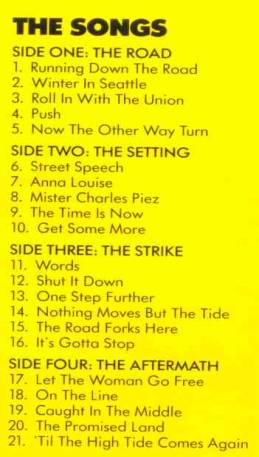 THE SONGS
SIDE ONE: THE ROAD
1. Running Down The Road
2. Winter In Seattle
3. Roll In With The Union
4. Push
5. Now The Other Way Turn
SIDE TWO: THE SETTING
6. Street Speech
7. Anna Louise
8. Mister Charles Piez
9. The Time Is Now
10. Get Some More
SIDE THREE: THE STRIKE
11. Words
12. Shut It Down
13. One Step Further
14. Nothing Moves But The Tide
15. The Road Forks Here
16. It's Gotta Stop
SIDE FOUR: THE AFTERMATH
17. Let The Woman Go Free
18. On The Line
19. Caught In The Middle
20. The Promised Land
21. 'Til The High Tide Comes Again